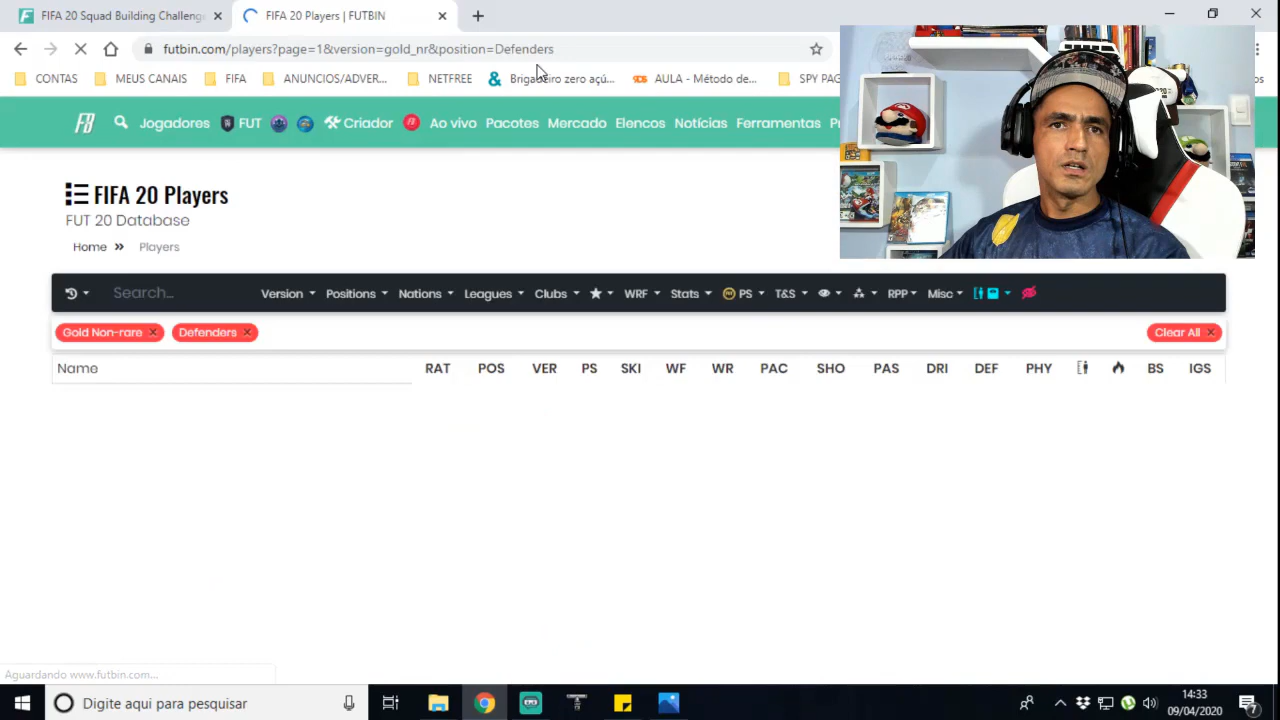 FIFA 20 Squad Building Challeng
FIFA 20 Players | FUTBIN
futbin.com/players?page=1&version=gold_nr&position=Defenders
CONTAS
MEUS CANAIS
FIFA
ANUNCIOS/ADVER...
NETFREE
Brigadeiro zero açú...
AULA - Método de...
SPY PAG
Jogadores
FUT
Criador
Ao vivo
Pacotes
Mercado
Elencos
Notícias
Ferramentas
FIFA 20 Players
FUT 20 Database
Home » Players
Search...
Version
Positions
Nations
Leagues
Clubs
WRF
Stats
PS
T&S
RPP
Misc
Gold Non-rare ×
Defenders ×
Clear All ×
Name RAT POS VER PS SKI WF WR PAC SHO PAS DRI DEF PHY BS IGS
Aguardando www.futbin.com...
Digite aqui para pesquisar
14:33
09/04/2020
7